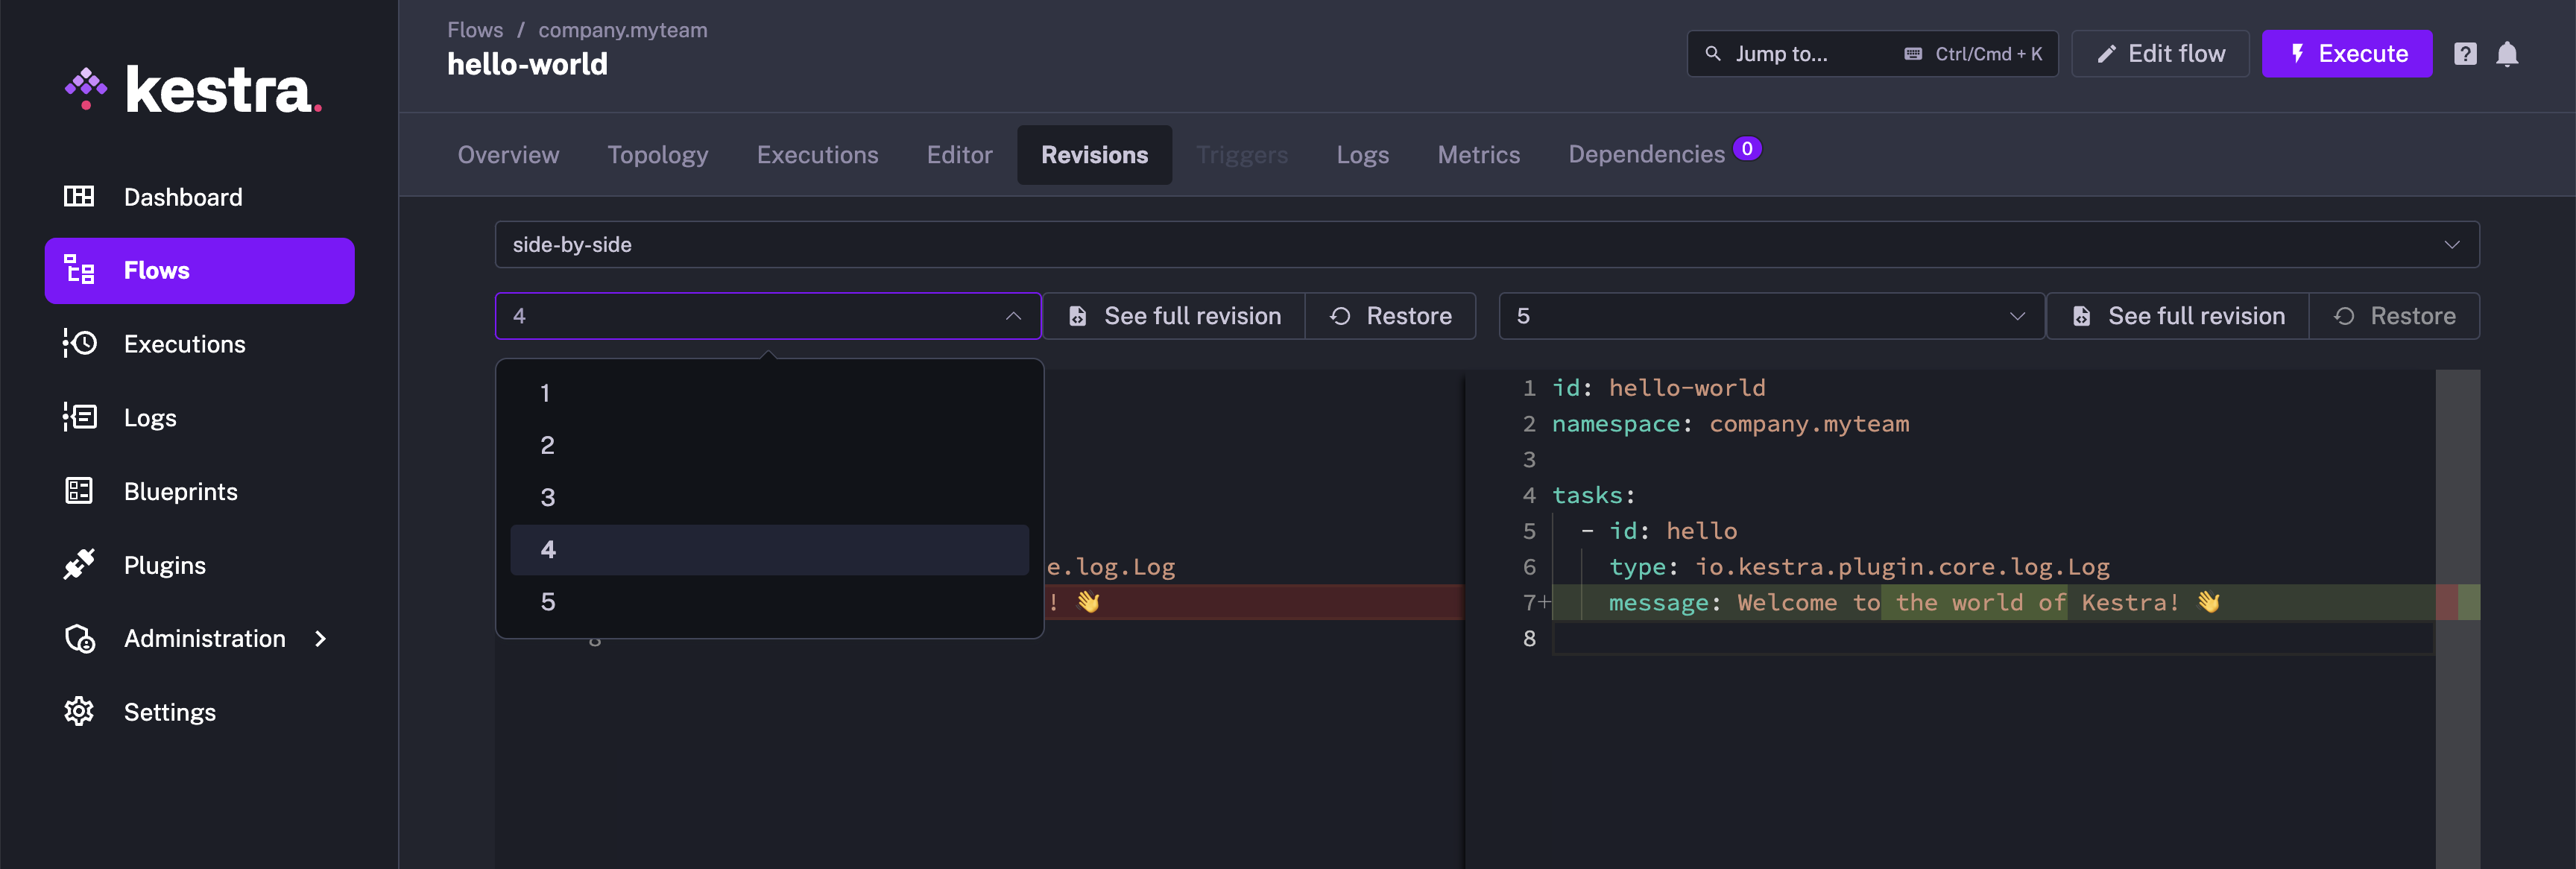 kestra.
Dashboard
Flows
Executions
Logs
Blueprints
Plugins
Administration
Settings
Flows / company.myteam
hello-world
Jump to... Ctrl/Cmd + K
Edit flow
Execute
Overview Topology Executions Editor Revisions Triggers Logs Metrics Dependencies 0
side-by-side
4 See full revision Restore
5 See full revision Restore
1
2
3
4
5
e.log.Log
! 👋
8
1 id: hello-world
2 namespace: company.myteam
3
4 tasks:
5 - id: hello
6 type: io.kestra.plugin.core.log.Log
7+ message: Welcome to the world of Kestra! 👋
8